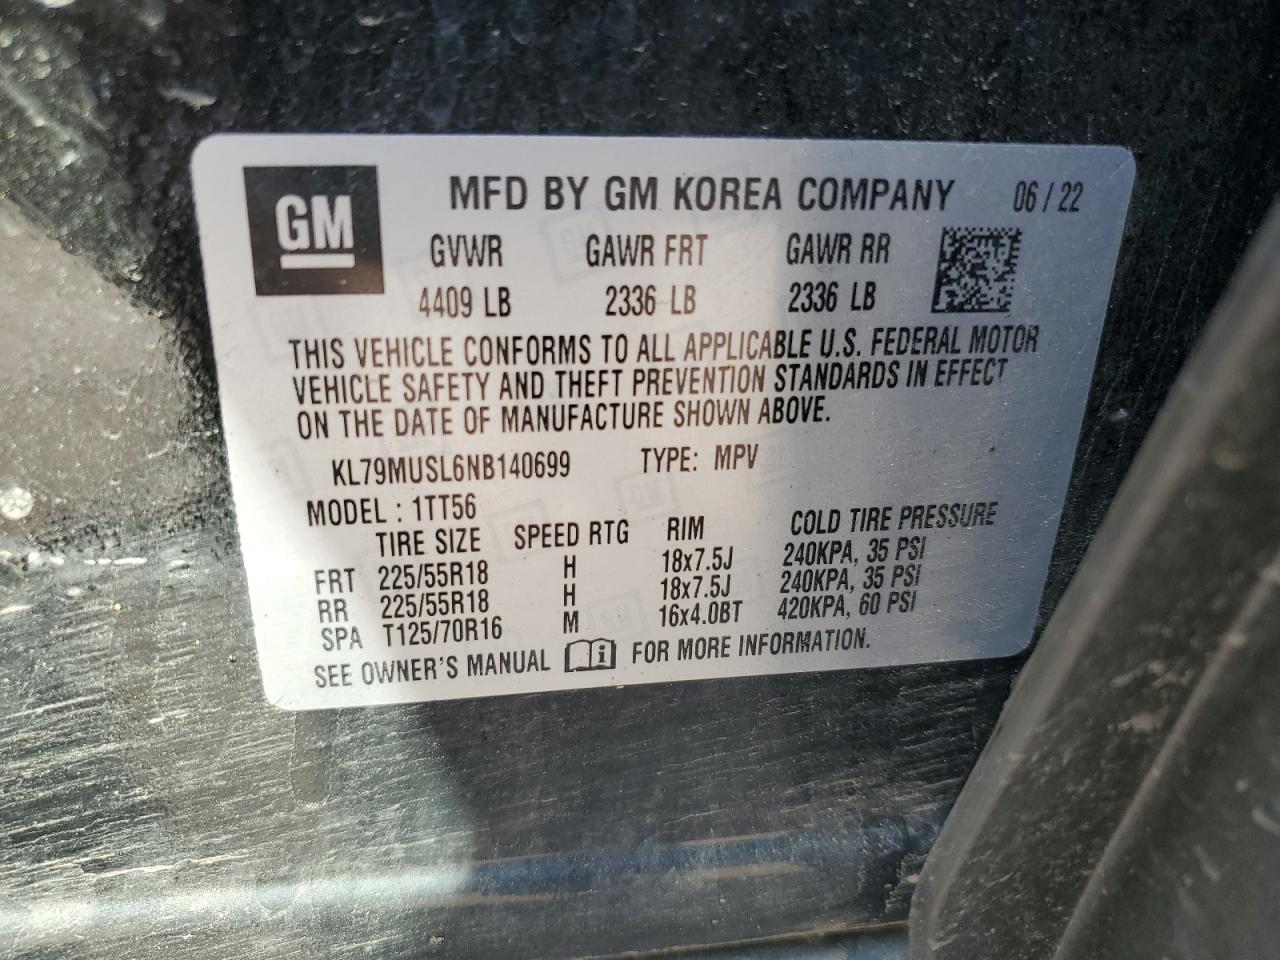 GM
MFD BY GM KOREA COMPANY 06 / 22
GVWR GAWR FRT GAWR RR
4409 LB 2336 LB 2336 LB
THIS VEHICLE CONFORMS TO ALL APPLICABLE U.S. FEDERAL MOTOR
VEHICLE SAFETY AND THEFT PREVENTION STANDARDS IN EFFECT
ON THE DATE OF MANUFACTURE SHOWN ABOVE.
KL79MUSL6NB140699 TYPE: MPV
MODEL : 1TT56
TIRE SIZE SPEED RTG RIM COLD TIRE PRESSURE
FRT 225/55R18 H 18x7.5J 240KPA, 35 PSI
RR 225/55R18 H 18x7.5J 240KPA, 35 PSI
SPA T125/70R16 M 16x4.0BT 420KPA, 60 PSI
SEE OWNER'S MANUAL i FOR MORE INFORMATION.